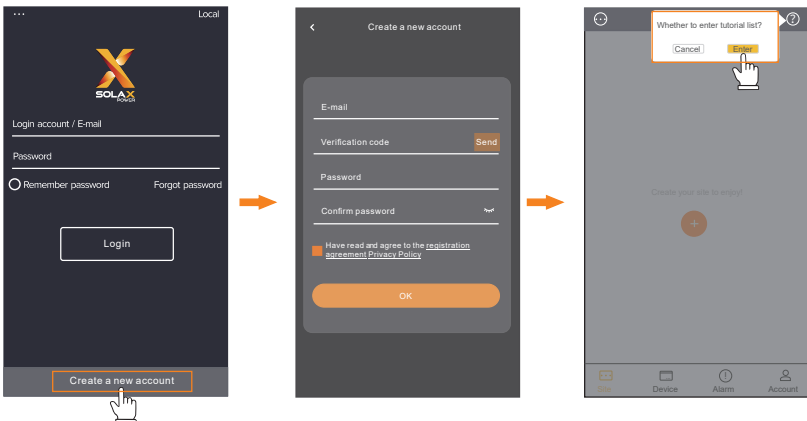 Local
SOLAX
POWER
Login account / E-mail
Password
Remember password
Forgot password
Login
Create a new account
Create a new account
E-mail
Verification code
Send
Password
Confirm password
Have read and agree to the registration
agreement Privacy Policy
OK
Whether to enter tutorial list?
Cancel
Enter
Create your site to enjoy!
Site
Device
Alarm
Account